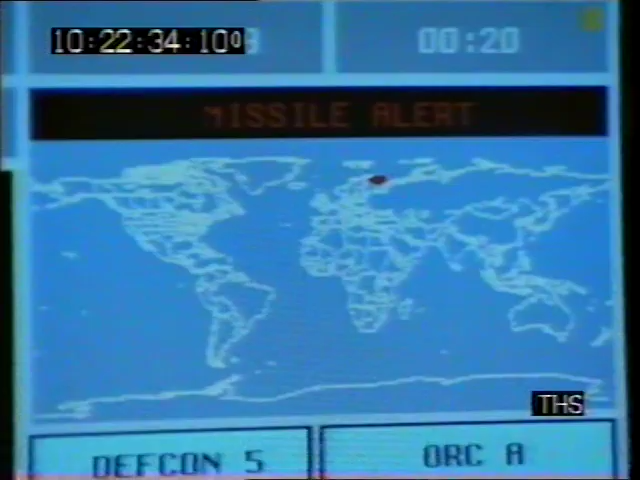 10:22:34:10
00:20
MISSILE ALERT
THS
DEFCON 5
ORC A